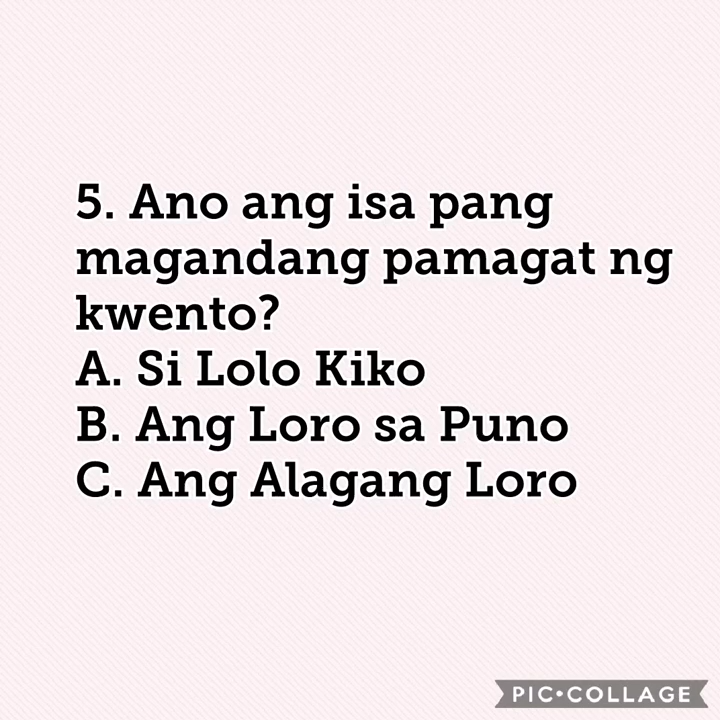 5. Ano ang isa pang
magandang pamagat ng
kwento?
A. Si Lolo Kiko
B. Ang Loro sa Puno
C. Ang Alagang Loro
PIC•COLLAGE